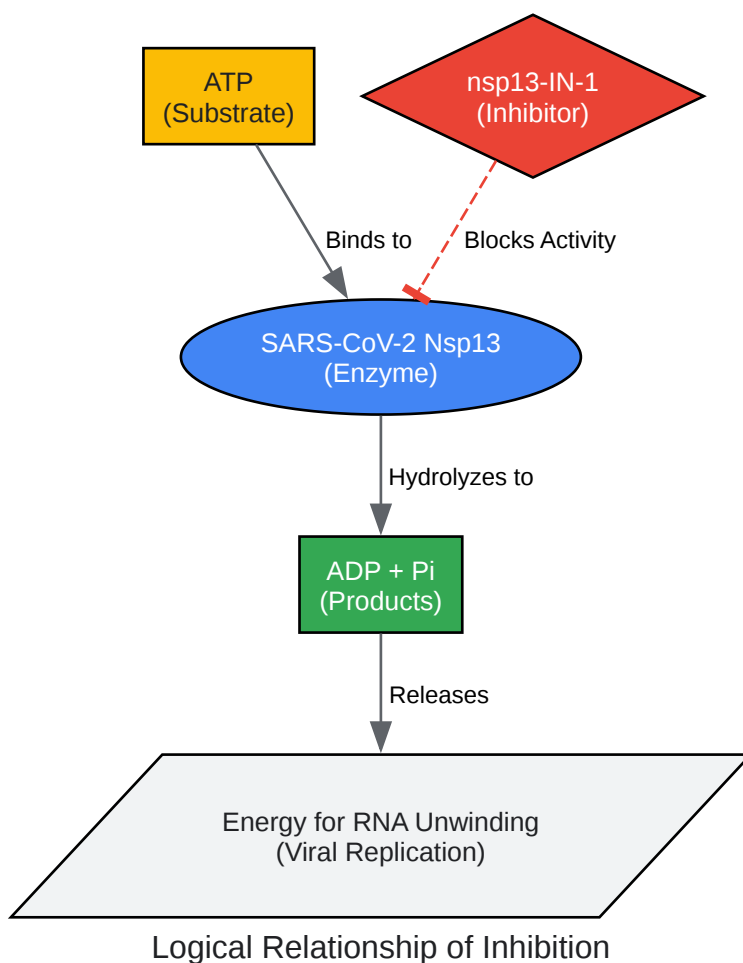 ATP
(Substrate)
nsp13-IN-1
(Inhibitor)
Binds to
Blocks Activity
SARS-CoV-2 Nsp13
(Enzyme)
Hydrolyzes to
ADP + Pi
(Products)
Releases
Energy for RNA Unwinding
(Viral Replication)
Logical Relationship of Inhibition